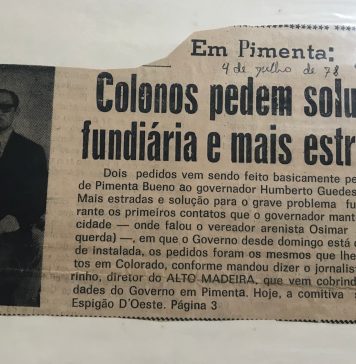 Em Pimenta:
4 de julho de 78
Colonos pedem solu
fundiária e mais estr
Dois pedidos vem sendo feito basicamente pe
de Pimenta Bueno ao governador Humberto Guedes
Mais estradas e solução para o grave problema fu
rante os primeiros contatos que o governador mant
cidade — onde falou o vereador arenista Osimar
querda) —, em que o Governo desde domingo está
de instalada, os pedidos foram os mesmos que lhe
tos em Colorado, conforme mandou dizer o jornalis
rinho, diretor do ALTO MADEIRA, que vem cobrind
dades do Governo em Pimenta. Hoje, a comitiva
Espigão D'Oeste. Página 3